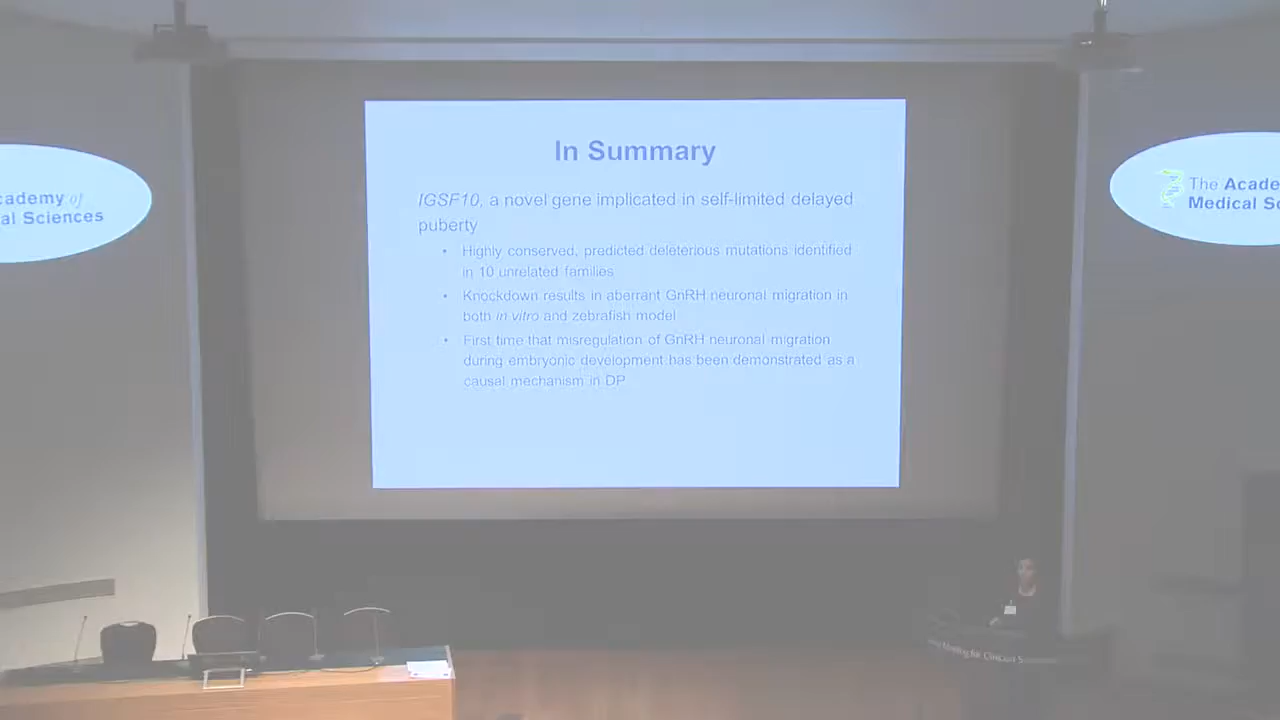 In Summary
IGSF10, a novel gene implicated in self-limited delayed
puberty
• Highly conserved, predicted deleterious mutations identified
in 10 unrelated families
• Knockdown results in aberrant GnRH neuronal migration in
both in vitro and zebrafish model
• First time that misregulation of GnRH neuronal migration
during embryonic development has been demonstrated as a
causal mechanism in DP
cademy of
al Sciences
The Acade
Medical Sc
Meeting for Clinician S